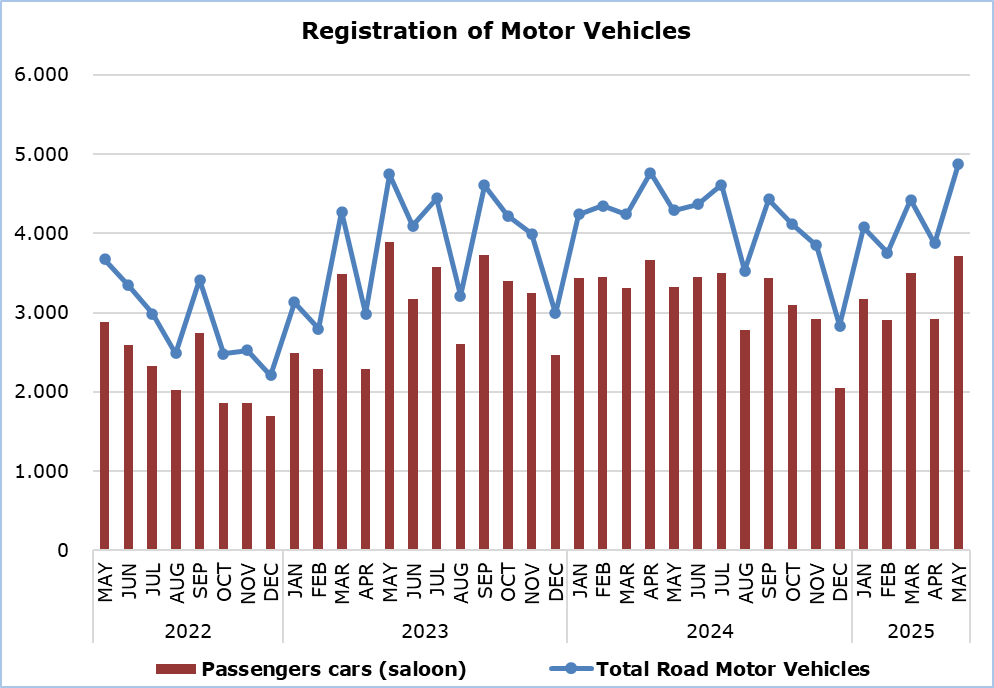 Registration of Motor Vehicles
6.000
5.000
4.000
3.000
2.000
1.000
0
MAY JUN JUL AUG SEP OCT NOV DEC JAN FEB MAR APR MAY JUN JUL AUG SEP OCT NOV DEC JAN FEB MAR APR MAY JUN JUL AUG SEP OCT NOV DEC JAN FEB MAR APR MAY
2022 2023 2024 2025
Passengers cars (saloon) Total Road Motor Vehicles